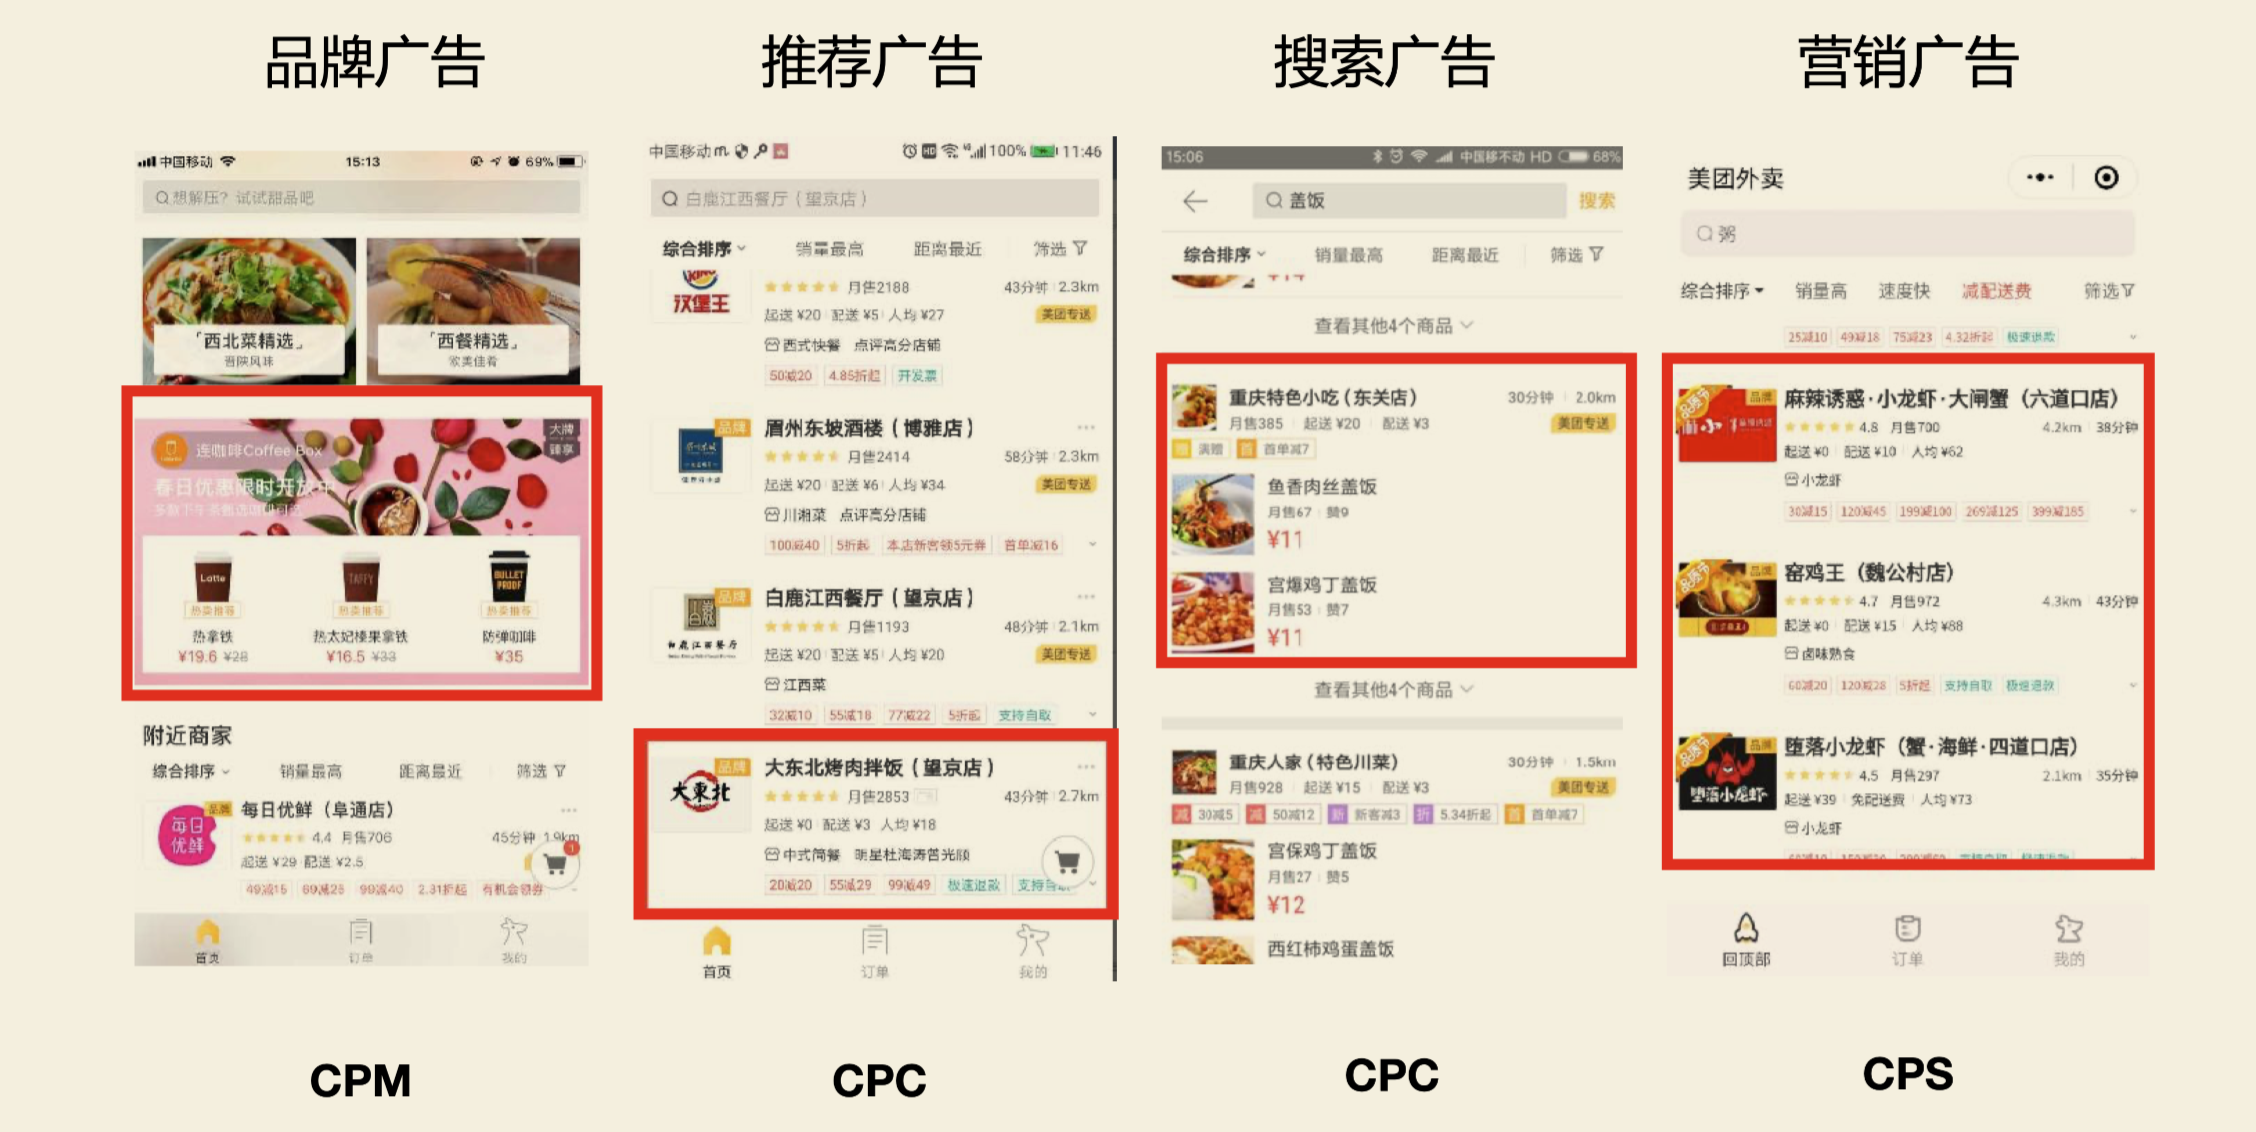 品牌广告
推荐广告
搜索广告
营销广告
中国移动
15:13
69%
想解压？试试甜品吧
「西北菜精选」
晋陕风味
「西餐精选」
欧美佳肴
大牌
臻享
连咖啡Coffee Box
春日优惠限时开放中
Latte
TAFFY
BULLET
PROOF
热卖推荐
热卖推荐
热卖推荐
热拿铁
热太妃榛果拿铁
防弹咖啡
¥19.6 ¥28
¥16.5 ¥33
¥35
附近商家
综合排序 销量最高 距离最近 筛选
每日
优鲜
品牌
每日优鲜（阜通店）
4.4 月售706
45分钟 1.9km
起送 ¥29 配送 ¥2.5
1
49减15 69减28 99减40 2.31折起 有机会领券
首页 订单 我的
CPM
中国移动
HD
100%
11:46
白鹿江西餐厅（望京店）
综合排序 销量最高 距离最近 筛选
KING
汉堡王
月售2188
43分钟 2.3km
起送 ¥20 配送 ¥5 人均 ¥27
美团专送
西式快餐 点评高分店铺
50减20 4.85折起 开发票
品牌
眉州东坡酒楼（博雅店）
月售2414
58分钟 2.3km
起送 ¥20 配送 ¥6 人均 ¥34
美团专送
川湘菜 点评高分店铺
100减40 5折起 本店新客领5元券 首单减16
品牌
白鹿江西餐厅
白鹿江西餐厅（望京店）
月售1193
48分钟 2.1km
起送 ¥20 配送 ¥5 人均 ¥20
美团专送
江西菜
32减10 55减18 77减22 5折起 支持自取
品牌
大東北
大东北烤肉拌饭（望京店）
月售2853
43分钟 2.7km
起送 ¥0 配送 ¥3 人均 ¥18
中式简餐 明星杜海涛曾光顾
20减20 55减29 99减49 极速退款 支持自取
首页 订单 我的
CPC
15:06
中国移不动 HD
68%
盖饭
搜索
综合排序 销量最高 距离最近 筛选
¥14
查看其他4个商品
重庆特色小吃（东关店）
30分钟 2.0km
月售385 起送 ¥20 配送 ¥3
美团专送
赠 满赠 首 首单减7
鱼香肉丝盖饭
月售67 赞9
¥11
宫爆鸡丁盖饭
月售53 赞7
¥11
查看其他4个商品
重庆人家（特色川菜）
30分钟 1.5km
月售928 起送 ¥15 配送 ¥3
美团专送
减 30减5 减 50减12 新 新客减3 折 5.34折起 首 首单减7
宫保鸡丁盖饭
月售27 赞5
¥12
西红柿鸡蛋盖饭
CPC
美团外卖
粥
综合排序 销量高 速度快 减配送费 筛选
25减10 49减18 75减23 4.32折起 极速退款
品质节
品牌
麻辣诱惑·小龙虾·大闸蟹（六道口店）
4.8 月售700
4.2km 38分钟
起送 ¥0 配送 ¥10 人均 ¥62
小龙虾
30减15 120减45 199减100 269减125 399减185
品质节
品牌
窑鸡王（魏公村店）
4.7 月售972
4.3km 43分钟
起送 ¥0 配送 ¥15 人均 ¥88
卤味熟食
60减20 120减28 5折起 支持自取 极速退款
品质节
品牌
堕落小龙虾
堕落小龙虾（蟹·海鲜·四道口店）
4.5 月售297
2.1km 35分钟
起送 ¥39 免配送费 人均 ¥73
小龙虾
回顶部 订单 我的
CPS